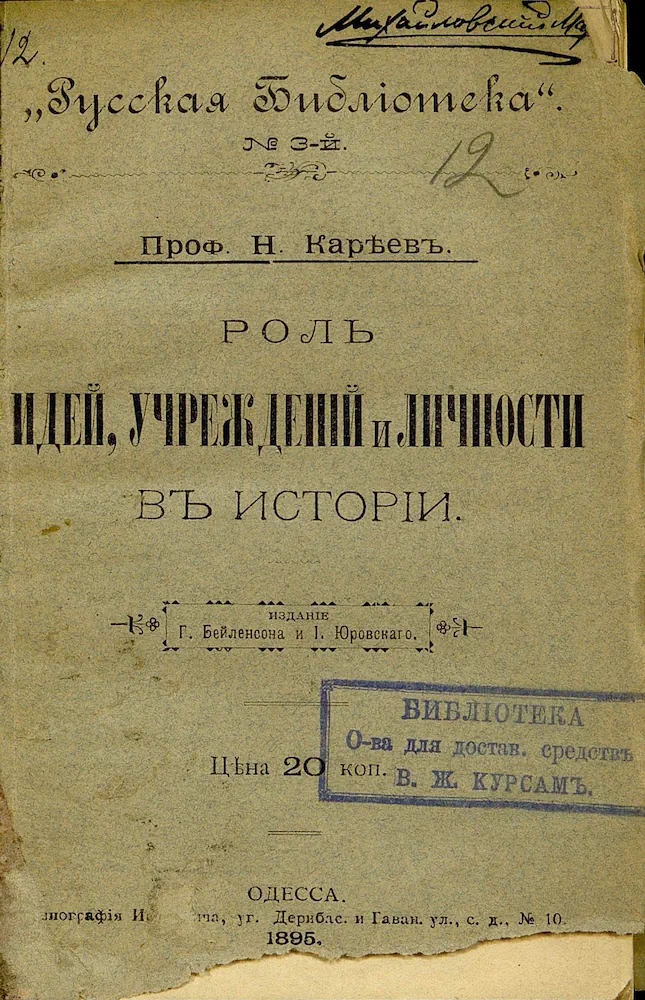 Михайловский
12.
„Русская Библіотека“.
№ 3-й.
12
Проф. Н. Карѣевъ.
РОЛЬ
ИДЕЙ, УЧРЕЖДЕНІЙ и ЛИЧНОСТИ
ВЪ ИСТОРІИ.
ИЗДАНІЕ
Г. Бейленсона и І. Юровскаго.
БИБЛІОТЕКА
О-ва для достав. средствъ
В. Ж. КУРСАМЪ.
Цѣна 20 коп.
ОДЕССА.
уг. Дерибас. и Гаван. ул., с. д., № 10.
1895.